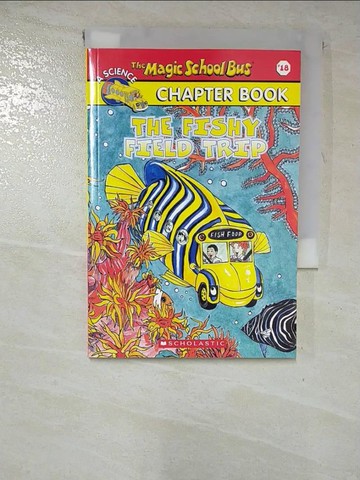 A SCIENCE
The Magic School Bus
#18
CHAPTER BOOK
THE FISHY
FIELD TRIP
FISH FOOD
SCHOLASTIC